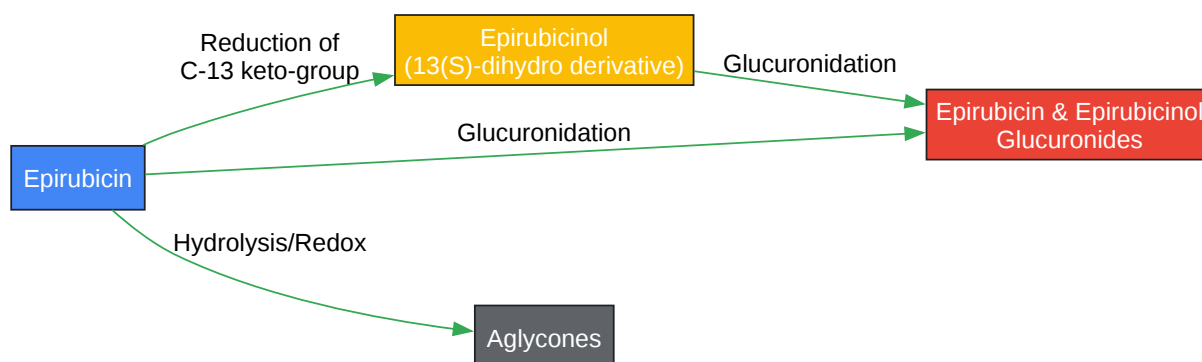 Reduction of
C-13 keto-group
Epirubicinol
(13(S)-dihydro derivative)
Glucuronidation
Epirubicin & Epirubicinol
Glucuronides
Glucuronidation
Epirubicin
Hydrolysis/Redox
Aglycones